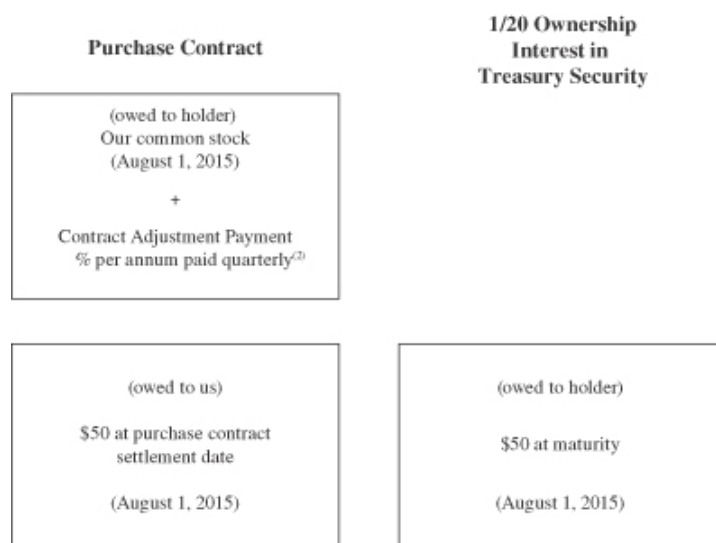 Purchase Contract
1/20 Ownership
Interest in
Treasury Security
(owed to holder)
Our common stock
(August 1, 2015)
+
Contract Adjustment Payment
% per annum paid quarterly(2)
(owed to us)
$50 at purchase contract
settlement date
(August 1, 2015)
(owed to holder)
$50 at maturity
(August 1, 2015)